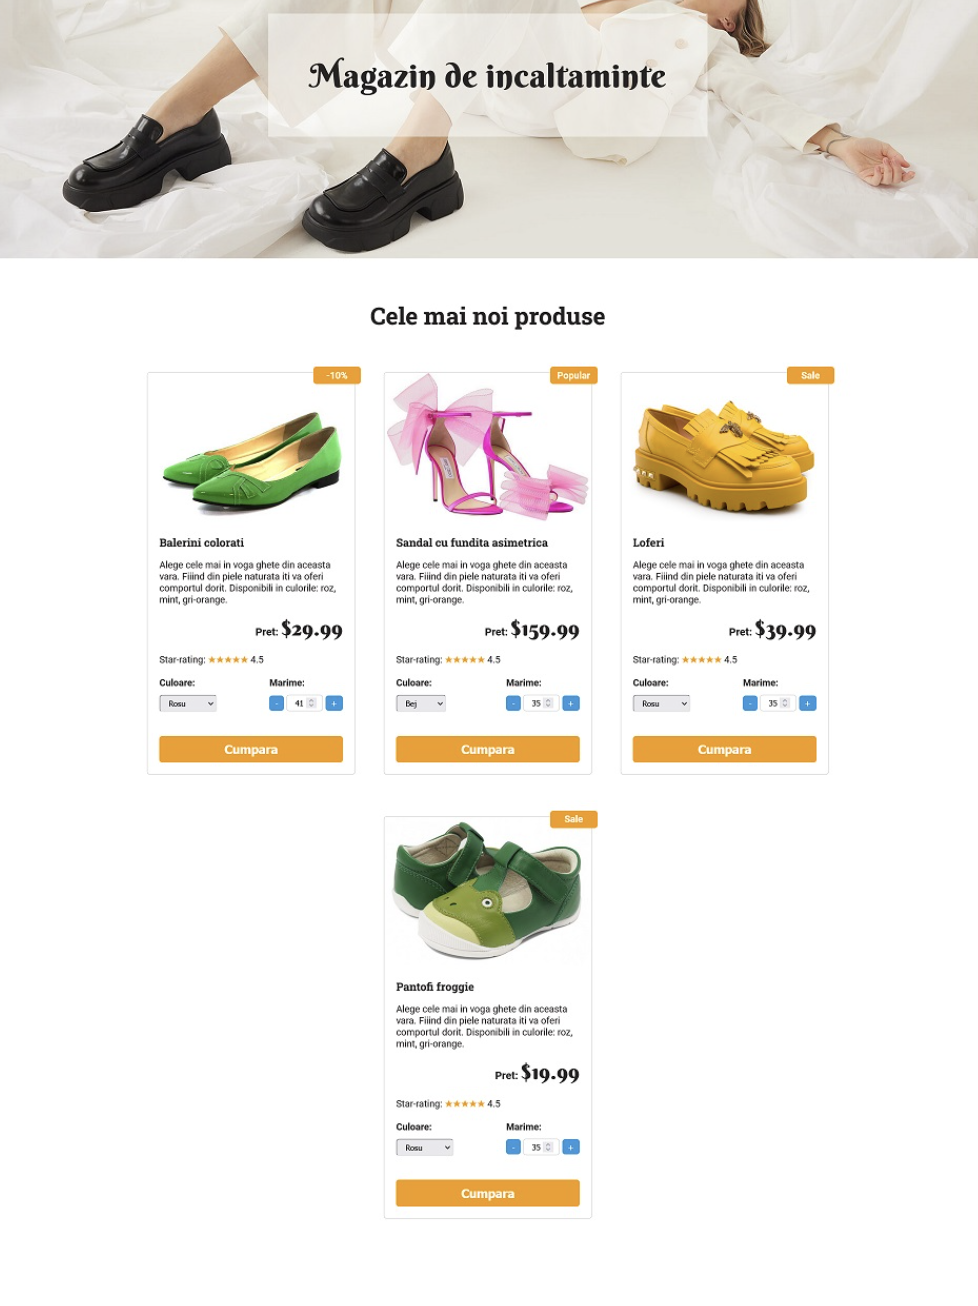 Magazin de incaltaminte
Cele mai noi produse
-10%
Popular
Sale
Balerini colorati
Alege cele mai in voga ghete din aceasta
vara. Fiiind din piele naturata iti va oferi
comportul dorit. Disponibili in culorile: roz,
mint, gri-orange.
Pret: $29.99
Star-rating: ★★★★★ 4.5
Culoare: Marime:
Rosu - 41 +
Cumpara
Sandal cu fundita asimetrica
Alege cele mai in voga ghete din aceasta
vara. Fiiind din piele naturata iti va oferi
comportul dorit. Disponibili in culorile: roz,
mint, gri-orange.
Pret: $159.99
Star-rating: ★★★★★ 4.5
Culoare: Marime:
Bej - 35 +
Cumpara
Loferi
Alege cele mai in voga ghete din aceasta
vara. Fiiind din piele naturata iti va oferi
comportul dorit. Disponibili in culorile: roz,
mint, gri-orange.
Pret: $39.99
Star-rating: ★★★★★ 4.5
Culoare: Marime:
Rosu - 35 +
Cumpara
Sale
Pantofi froggie
Alege cele mai in voga ghete din aceasta
vara. Fiiind din piele naturata iti va oferi
comportul dorit. Disponibili in culorile: roz,
mint, gri-orange.
Pret: $19.99
Star-rating: ★★★★★ 4.5
Culoare: Marime:
Rosu - 35 +
Cumpara